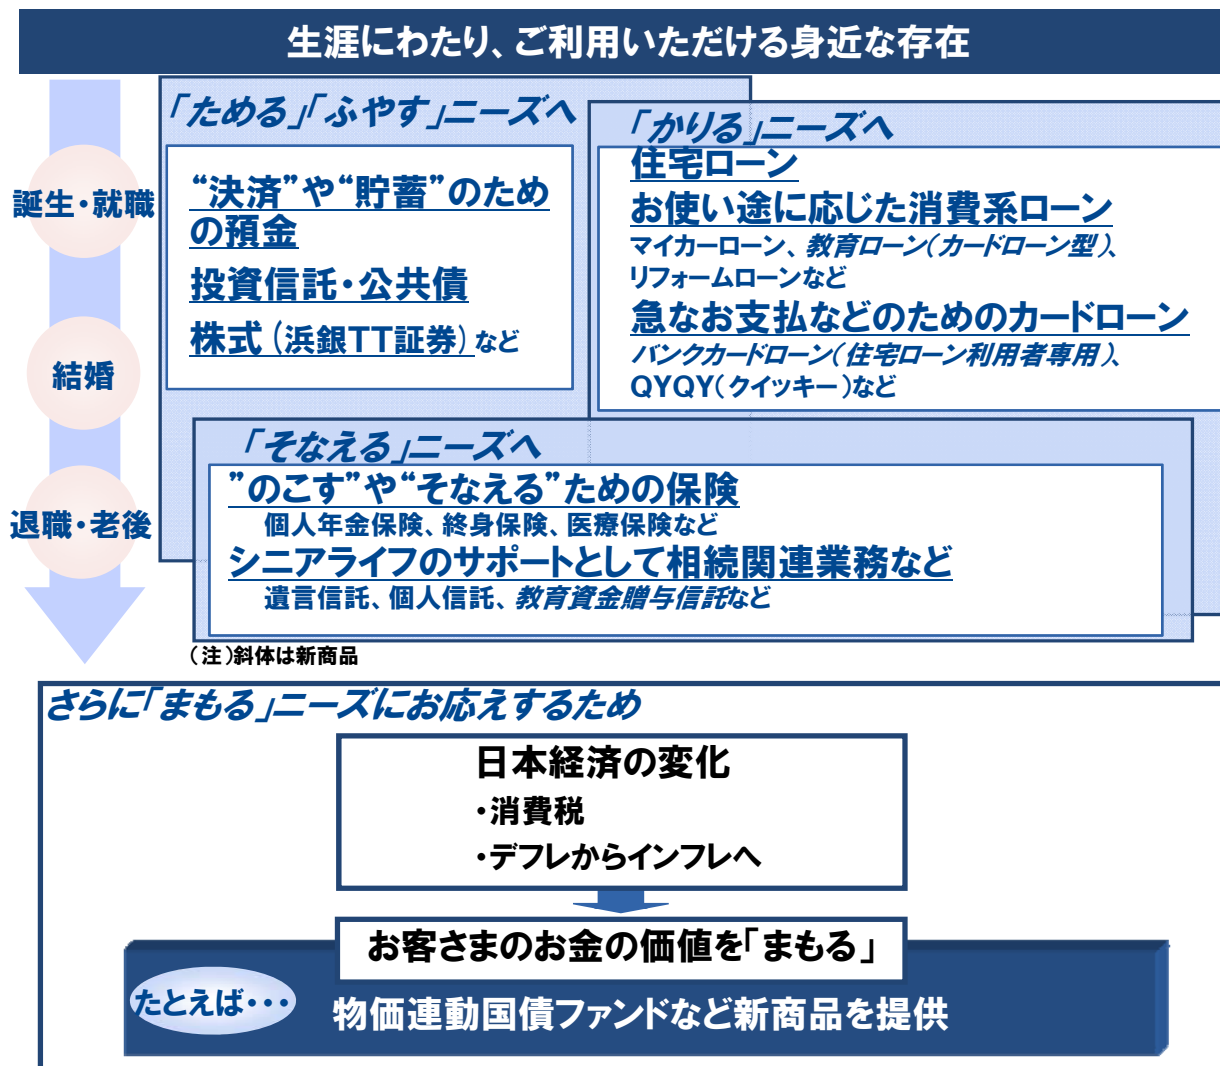 生涯にわたり、ご利用いただける身近な存在
誕生・就職
結婚
退職・老後
「ためる」「ふやす」ニーズへ
“決済”や“貯蓄”のため
の預金
投資信託・公共債
株式（浜銀TT証券）など
「かりる」ニーズへ
住宅ローン
お使い途に応じた消費系ローン
マイカーローン、教育ローン（カードローン型）、
リフォームローンなど
急なお支払などのためのカードローン
バンクカードローン（住宅ローン利用者専用）、
QYQY（クイッキー）など
「そなえる」ニーズへ
”のこす”や“そなえる”ための保険
個人年金保険、終身保険、医療保険など
シニアライフのサポートとして相続関連業務など
遺言信託、個人信託、教育資金贈与信託など
（注）斜体は新商品
さらに「まもる」ニーズにお応えするため
日本経済の変化
・消費税
・デフレからインフレへ
お客さまのお金の価値を「まもる」
たとえば・・・
物価連動国債ファンドなど新商品を提供